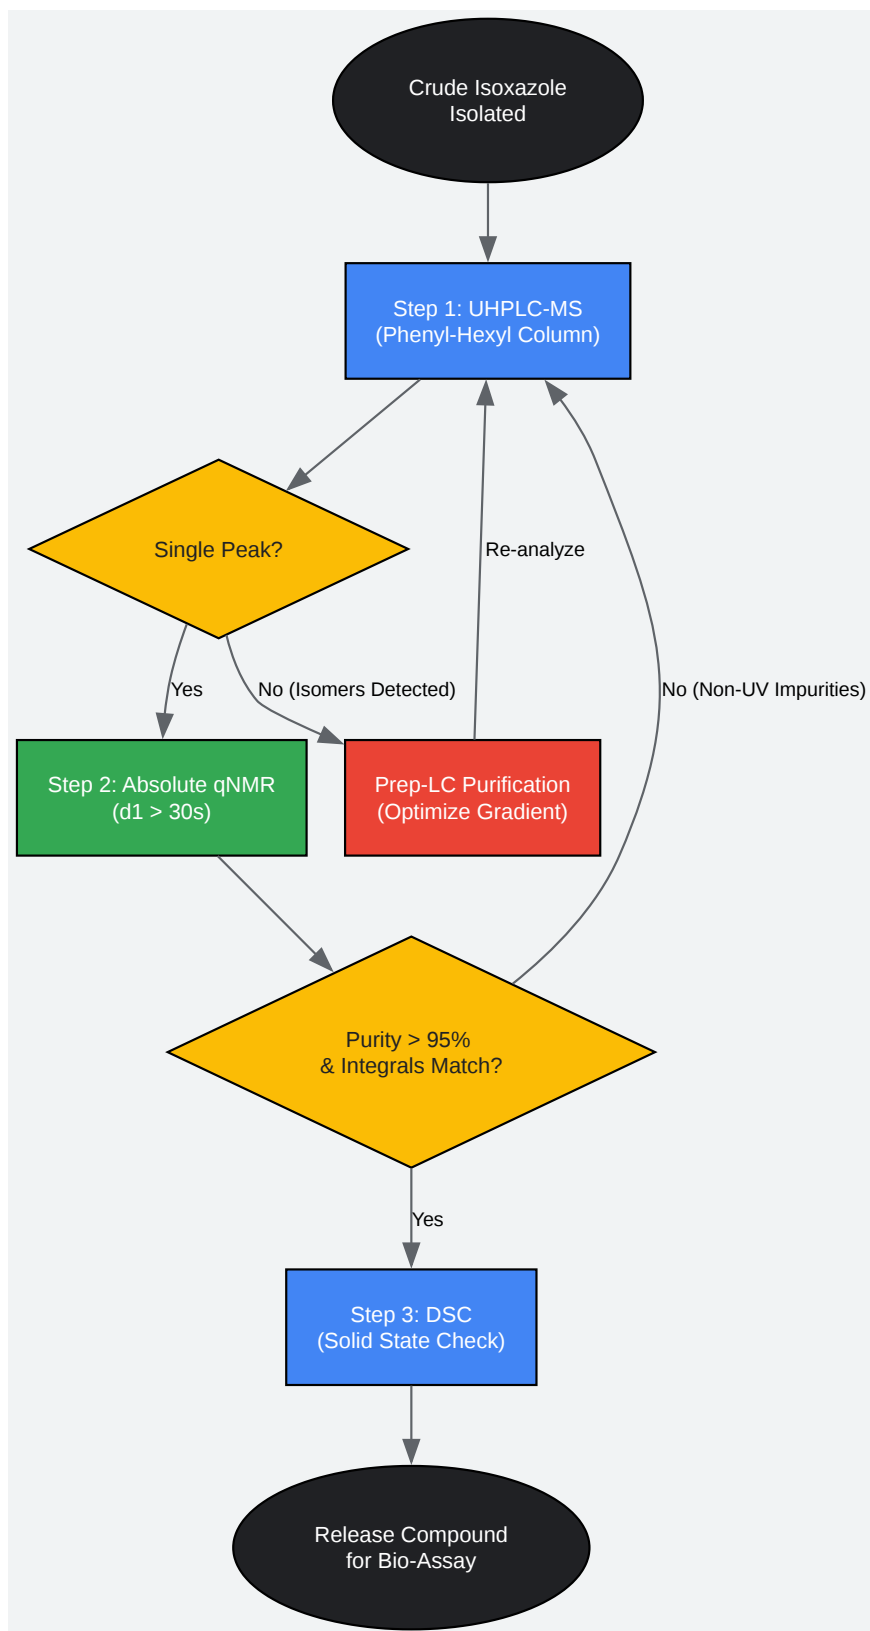 Crude Isoxazole
Isolated
Step 1: UHPLC-MS
(Phenyl-Hexyl Column)
Single Peak?
Re-analyze
Yes
No (Isomers Detected)
No (Non-UV Impurities)
Step 2: Absolute qNMR
(d1 > 30s)
Prep-LC Purification
(Optimize Gradient)
Purity > 95%
& Integrals Match?
Yes
Step 3: DSC
(Solid State Check)
Release Compound
for Bio-Assay